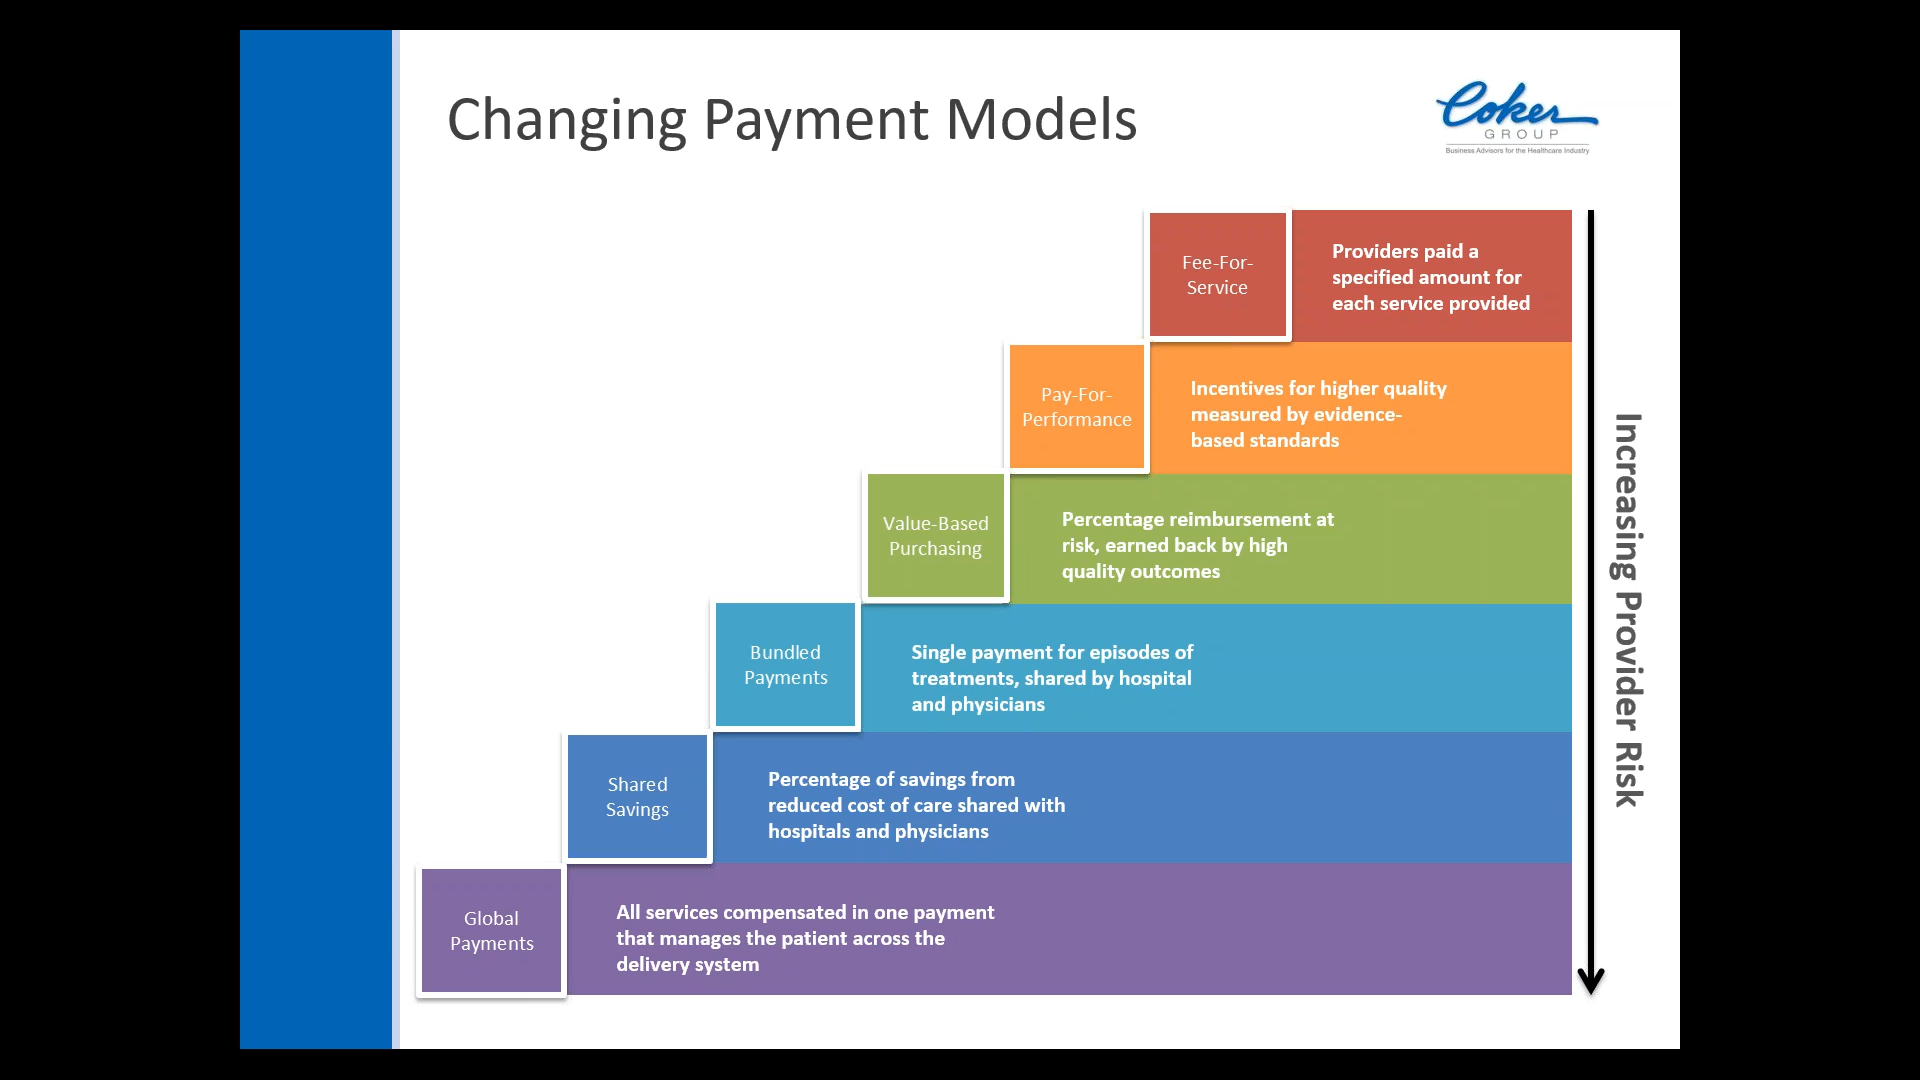 Changing Payment Models
Coker
GROUP
Business Advisors for the Healthcare Industry
Fee-For-
Service
Providers paid a
specified amount for
each service provided
Pay-For-
Performance
Incentives for higher quality
measured by evidence-
based standards
Value-Based
Purchasing
Percentage reimbursement at
risk, earned back by high
quality outcomes
Bundled
Payments
Single payment for episodes of
treatments, shared by hospital
and physicians
Shared
Savings
Percentage of savings from
reduced cost of care shared with
hospitals and physicians
Global
Payments
All services compensated in one payment
that manages the patient across the
delivery system
Increasing Provider Risk